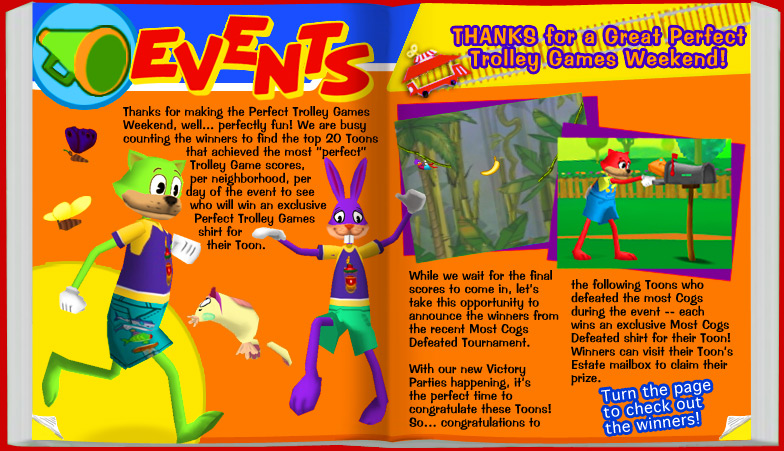 EVENTS
Thanks for making the Perfect Trolley Games
Weekend, well... perfectly fun! We are busy
counting the winners to find the top 20 Toons
that achieved the most "perfect"
Trolley Game scores,
per neighborhood, per
day of the event to see
who will win an exclusive
Perfect Trolley Games
shirt for
their Toon.
THANKS for a Great Perfect
Trolley Games Weekend!
While we wait for the final
scores to come in, let's
take this opportunity to
announce the winners from
the recent Most Cogs
Defeated Tournament.
With our new Victory
Parties happening, it's
the perfect time to
congratulate these Toons!
So... congratulations to
the following Toons who
defeated the most Cogs
during the event -- each
wins an exclusive Most Cogs
Defeated shirt for their Toon!
Winners can visit their Toon's
Estate mailbox to claim their
prize.
Turn the page
to check out
the winners!